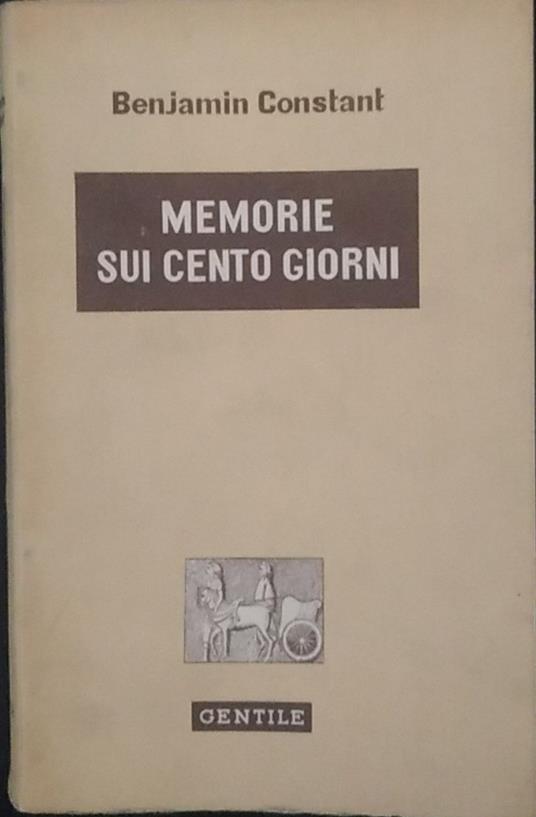 Benjamin Constant
MEMORIE
SUI CENTO GIORNI
GENTILE